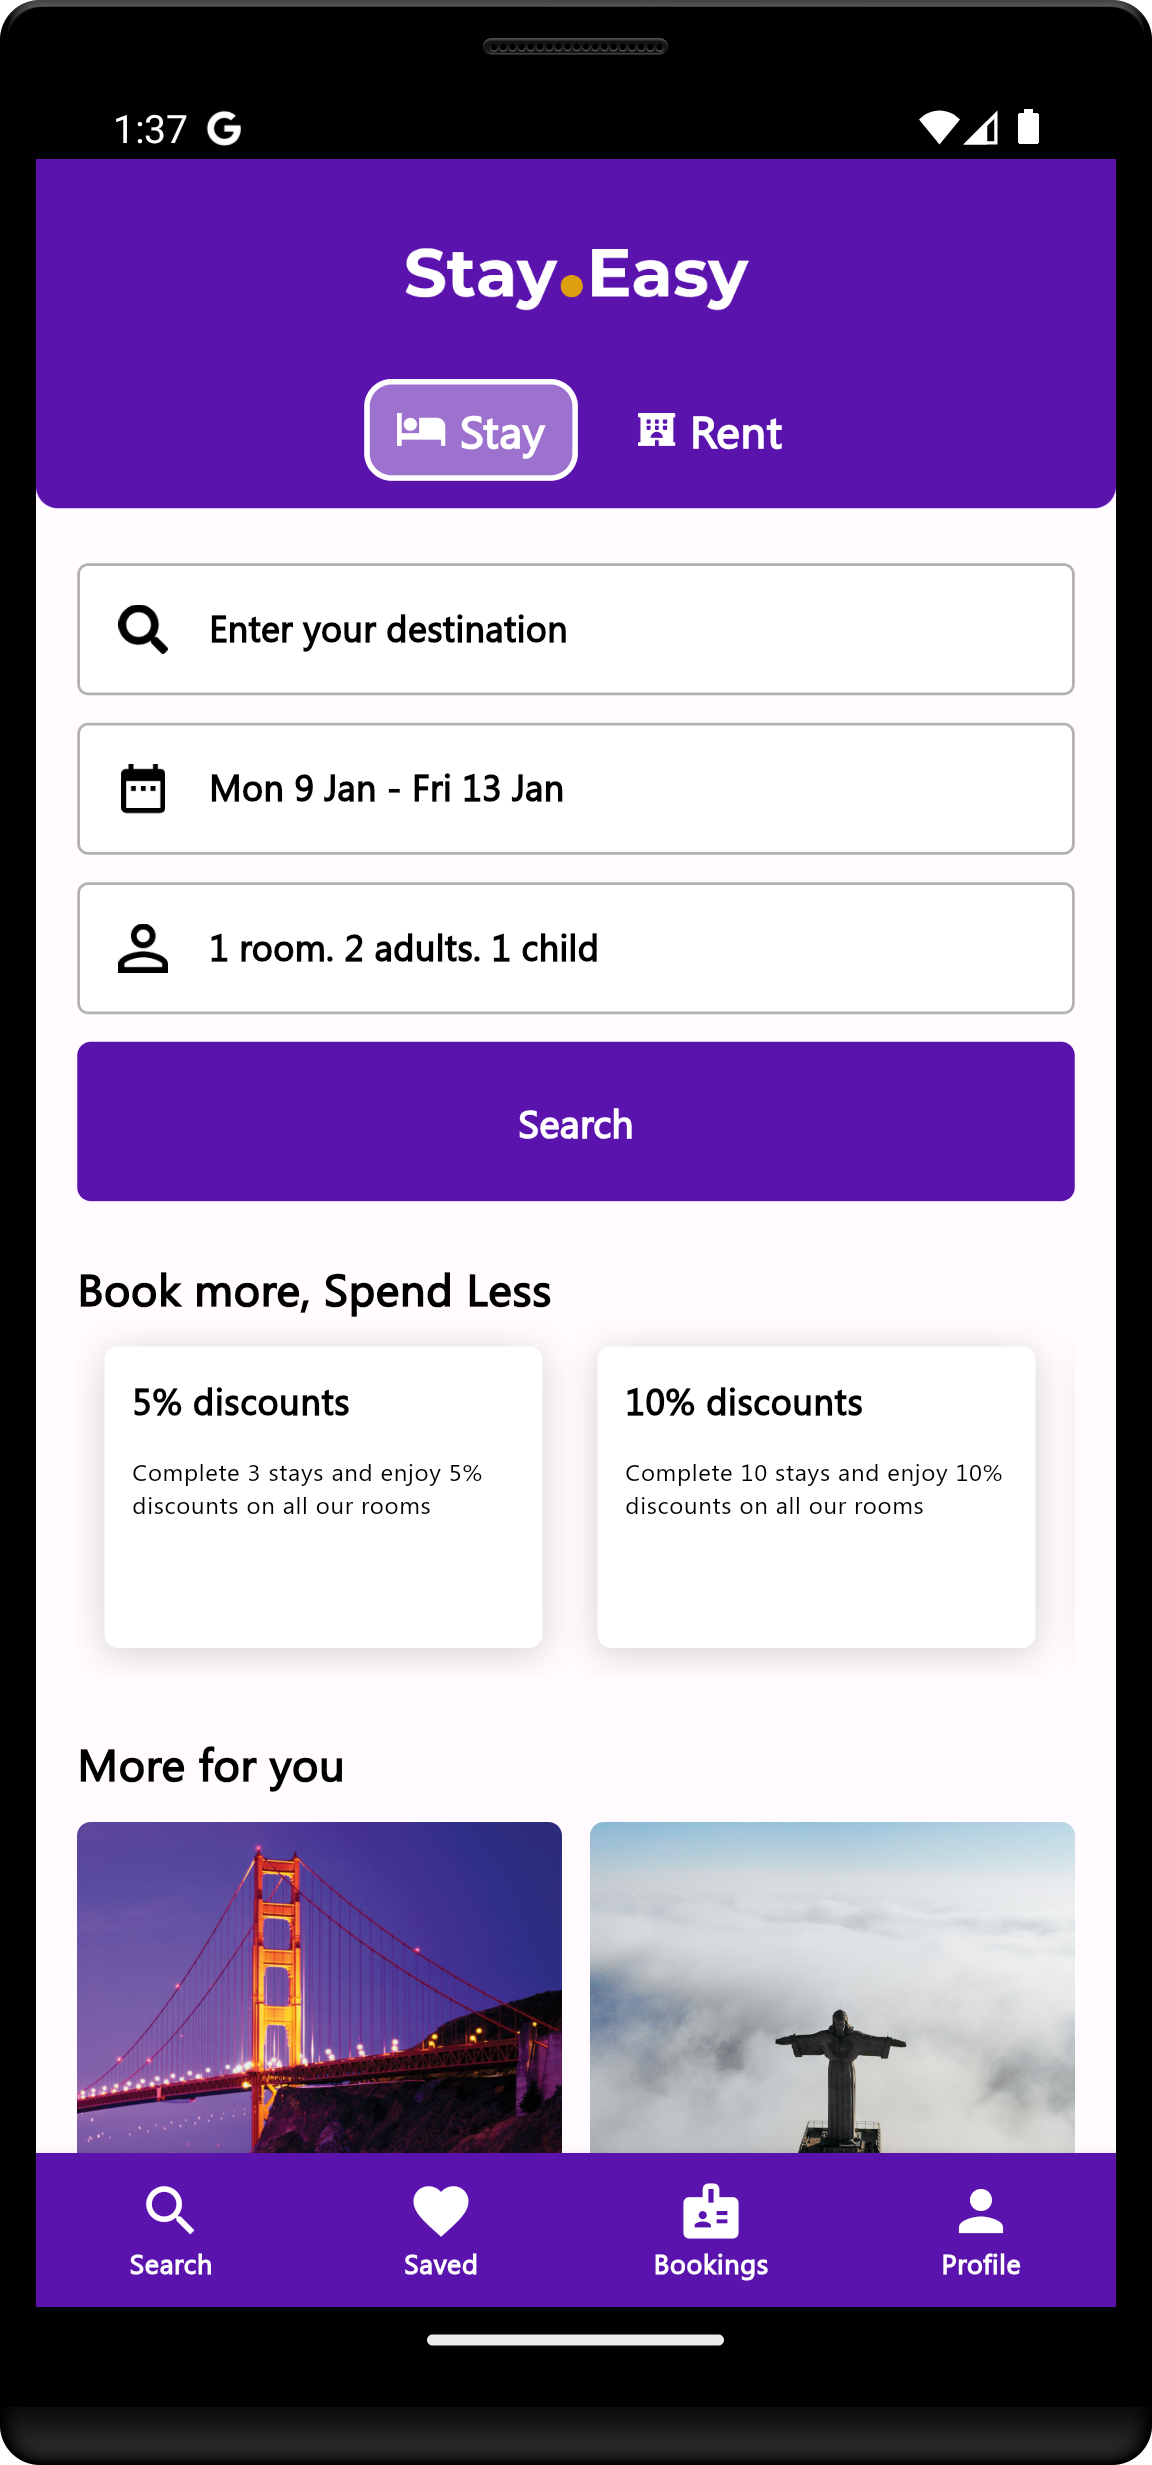 1:37
Stay.Easy
Stay
Rent
Enter your destination
Mon 9 Jan - Fri 13 Jan
1 room. 2 adults. 1 child
Search
Book more, Spend Less
5% discounts
Complete 3 stays and enjoy 5%
discounts on all our rooms
10% discounts
Complete 10 stays and enjoy 10%
discounts on all our rooms
More for you
Search
Saved
Bookings
Profile